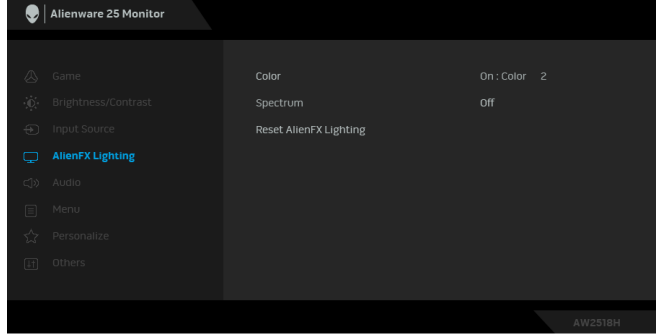 Alienware 25 Monitor
Game
Color On : Color 2
Brightness/Contrast
Spectrum Off
Input Source
Reset AlienFX Lighting
AlienFX Lighting
Audio
Menu
Personalize
Others
AW2518H